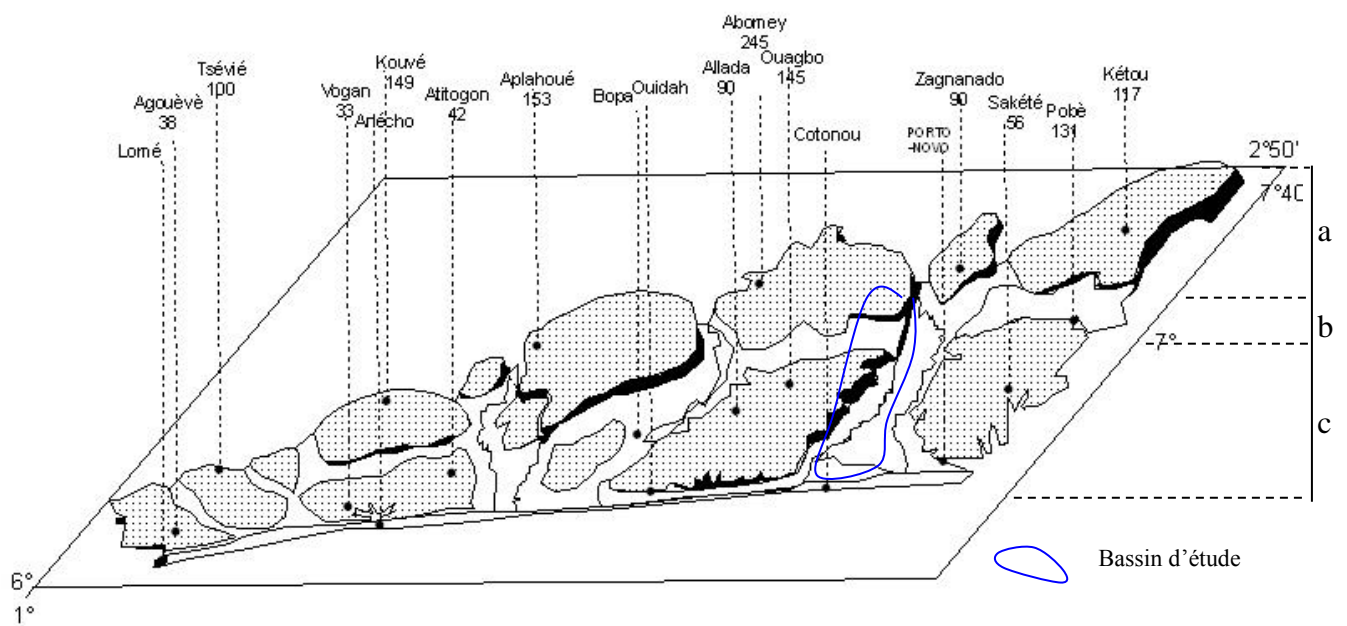 Abomey
245
Ouagbo
145
Kouvé
149
Tsévié
100
Aplahoué
153
Allada
90
Kétou
117
Zagnanado
90
Vogan
33
Atitogon
42
Bopa
Ouidah
Agouèvè
38
Sakété
56
Pobè
131
Anécho
Cotonou
PORTO
-NOVO
Lomé
2°50'
7°40
a
b
-7°
c
Bassin d'étude
6°
1°